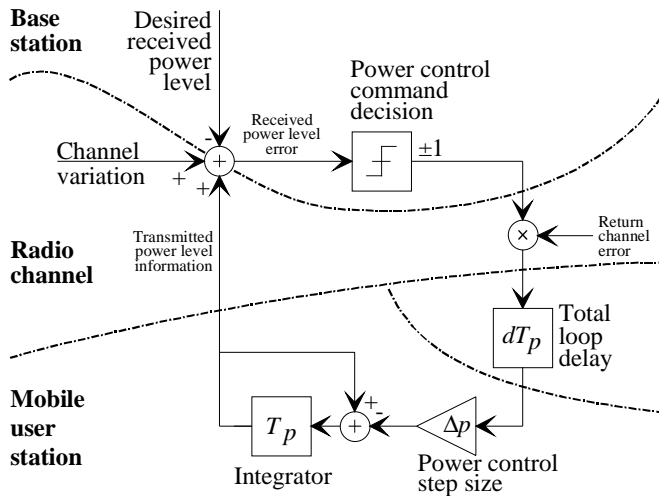 Base
station
Desired
received
power
level
Power control
command
decision
Received
power level
error
-
±1
Channel
variation
+
+
+
Return
channel
error
×
Radio
channel
Transmitted
power level
information
dTp
Total
loop
delay
Mobile
user
station
Tp
+
-
+
Δp
Integrator
Power control
step size